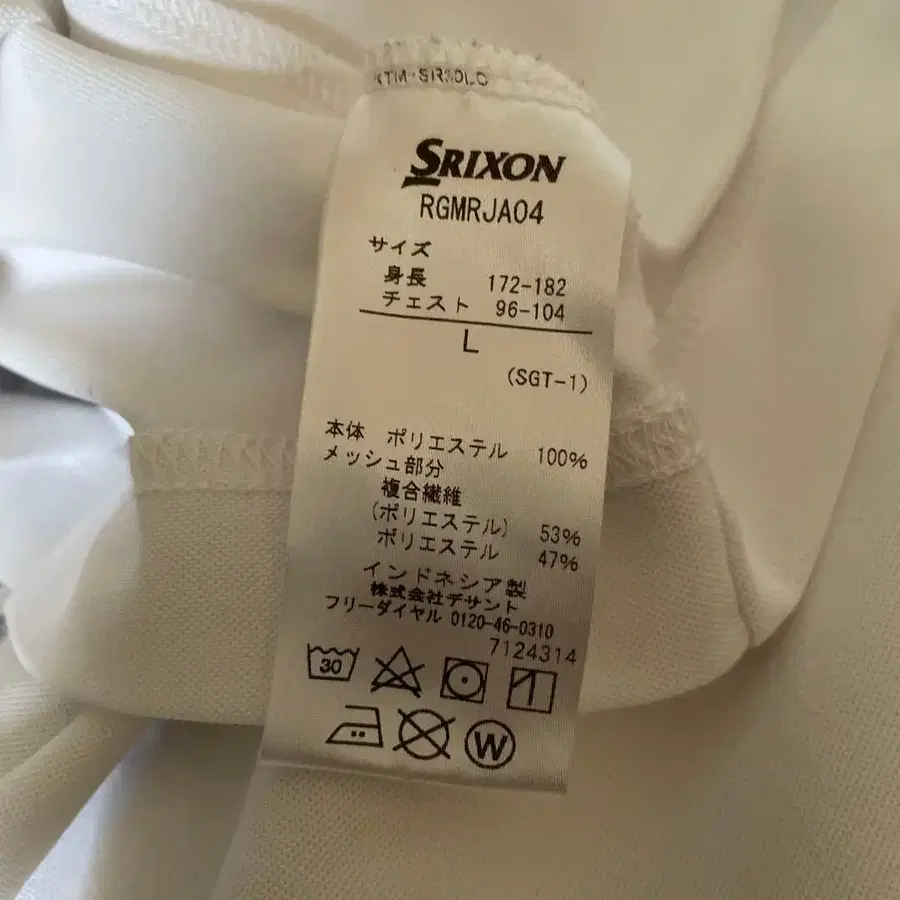 SRIXON
RGMRJA04
サイズ
身長 172-182
チェスト 96-104
L
(SGT-1)
本体 ポリエステル 100%
メッシュ部分
複合繊維
(ポリエステル) 53%
ポリエステル 47%
インドネシア製
株式会社デサント
フリーダイヤル 0120-46-0310
7124314
30
W